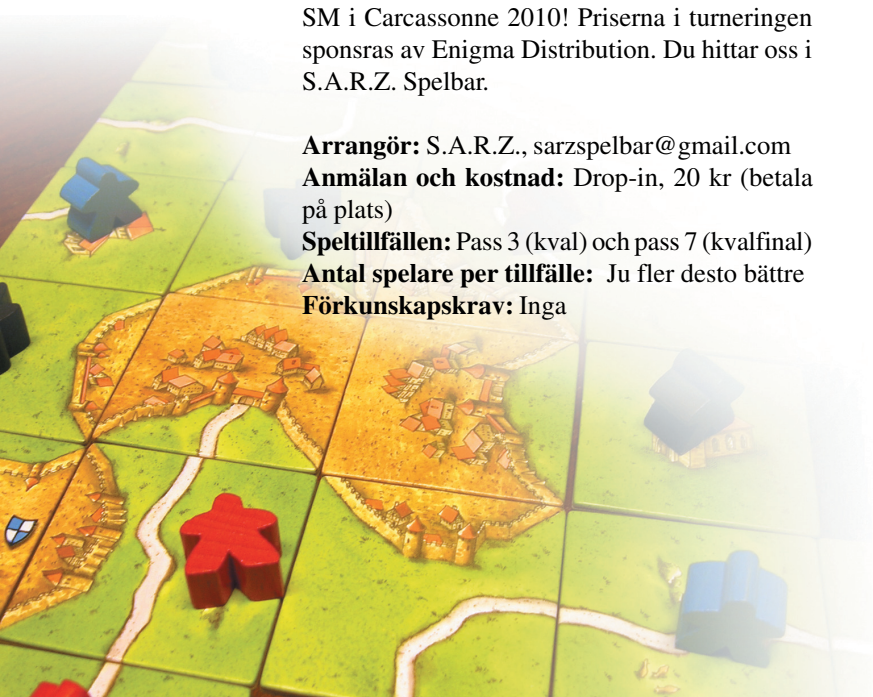 SM i Carcassonne 2010! Priserna i turneringen
sponsras av Enigma Distribution. Du hittar oss i
S.A.R.Z. Spelbar.
Arrangör: S.A.R.Z., sarzspelbar@gmail.com
Anmälan och kostnad: Drop-in, 20 kr (betala
på plats)
Speltillfällen: Pass 3 (kval) och pass 7 (kvalfinal)
Antal spelare per tillfälle: Ju fler desto bättre
Förkunskapskrav: Inga